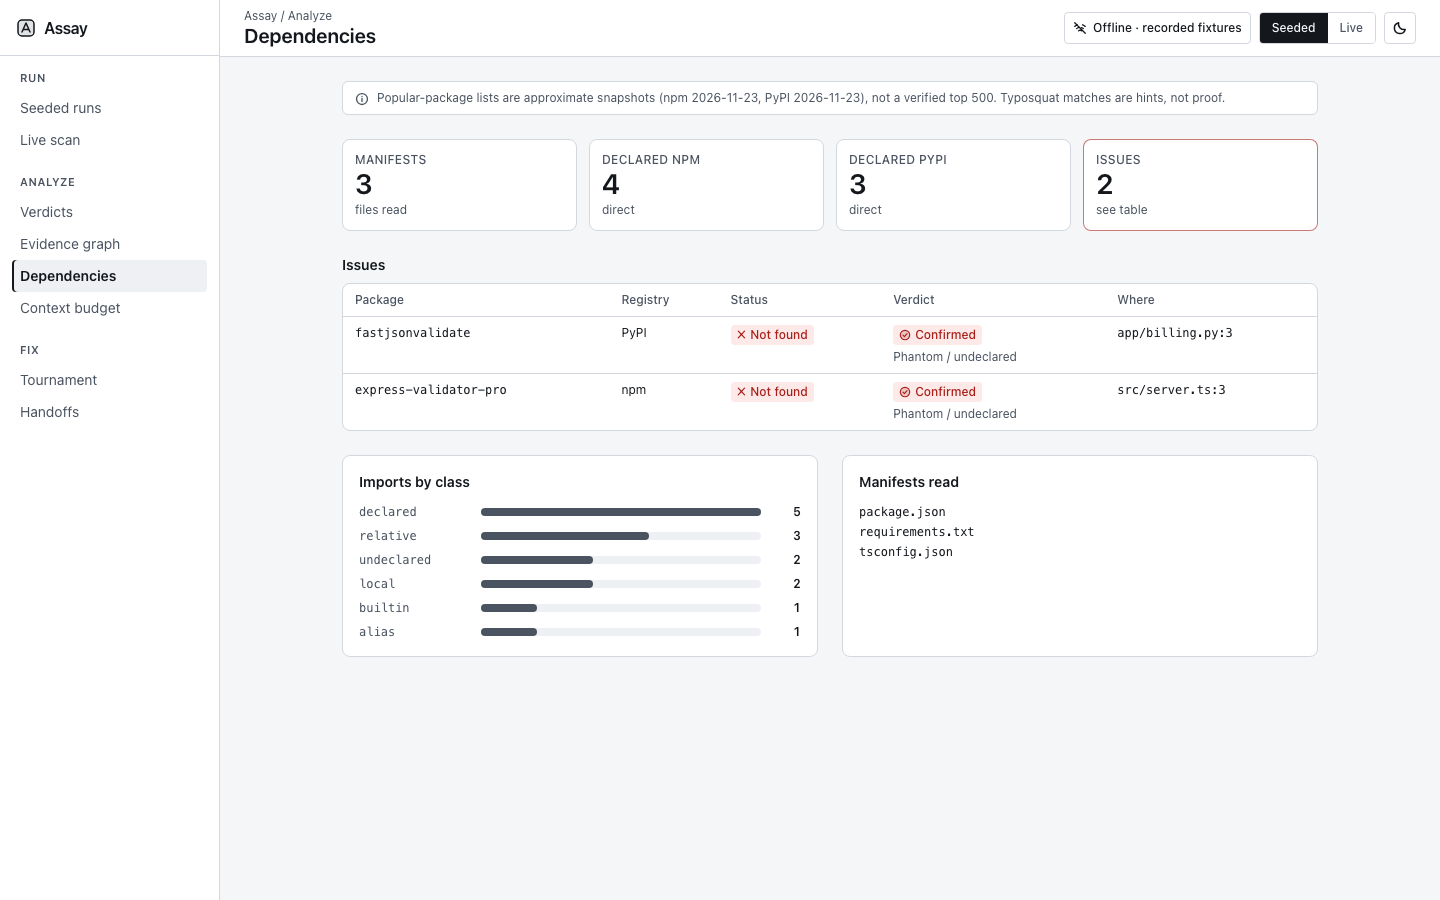 Assay
RUN
Seeded runs
Live scan
ANALYZE
Verdicts
Evidence graph
Dependencies
Context budget
FIX
Tournament
Handoffs
Assay / Analyze
Dependencies
Offline · recorded fixtures
Seeded
Live
Popular-package lists are approximate snapshots (npm 2026-11-23, PyPI 2026-11-23), not a verified top 500. Typosquat matches are hints, not proof.
MANIFESTS
3
files read
DECLARED NPM
4
direct
DECLARED PYPI
3
direct
ISSUES
2
see table
Issues
Package Registry Status Verdict Where
fastjsonvalidate PyPI Not found Confirmed app/billing.py:3
Phantom / undeclared
express-validator-pro npm Not found Confirmed src/server.ts:3
Phantom / undeclared
Imports by class
declared 5
relative 3
undeclared 2
local 2
builtin 1
alias 1
Manifests read
package.json
requirements.txt
tsconfig.json